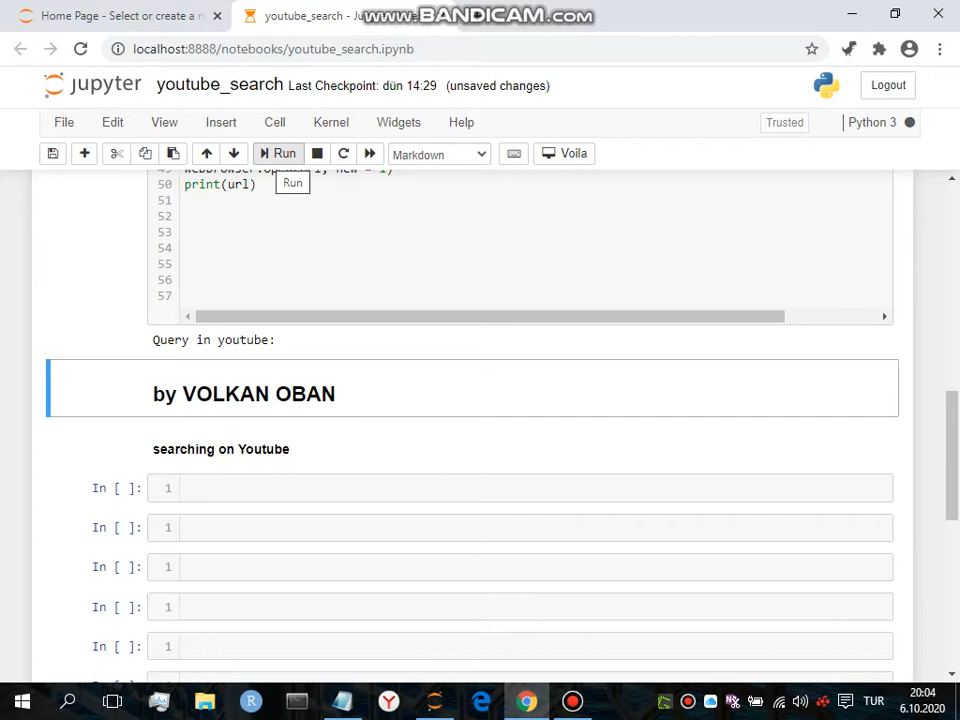 Home Page - Select or create a n
youtube_search - Ju
www.BANDICAM.com
localhost:8888/notebooks/youtube_search.ipynb
jupyter youtube_search Last Checkpoint: dün 14:29 (unsaved changes) Logout
File Edit View Insert Cell Kernel Widgets Help Trusted Python 3
Run Markdown Voila
Run
50 print(url)
51
52
53
54
55
56
57
Query in youtube:
by VOLKAN OBAN
searching on Youtube
In [ ]: 1
In [ ]: 1
In [ ]: 1
In [ ]: 1
In [ ]: 1
TUR
20:04
6.10.2020